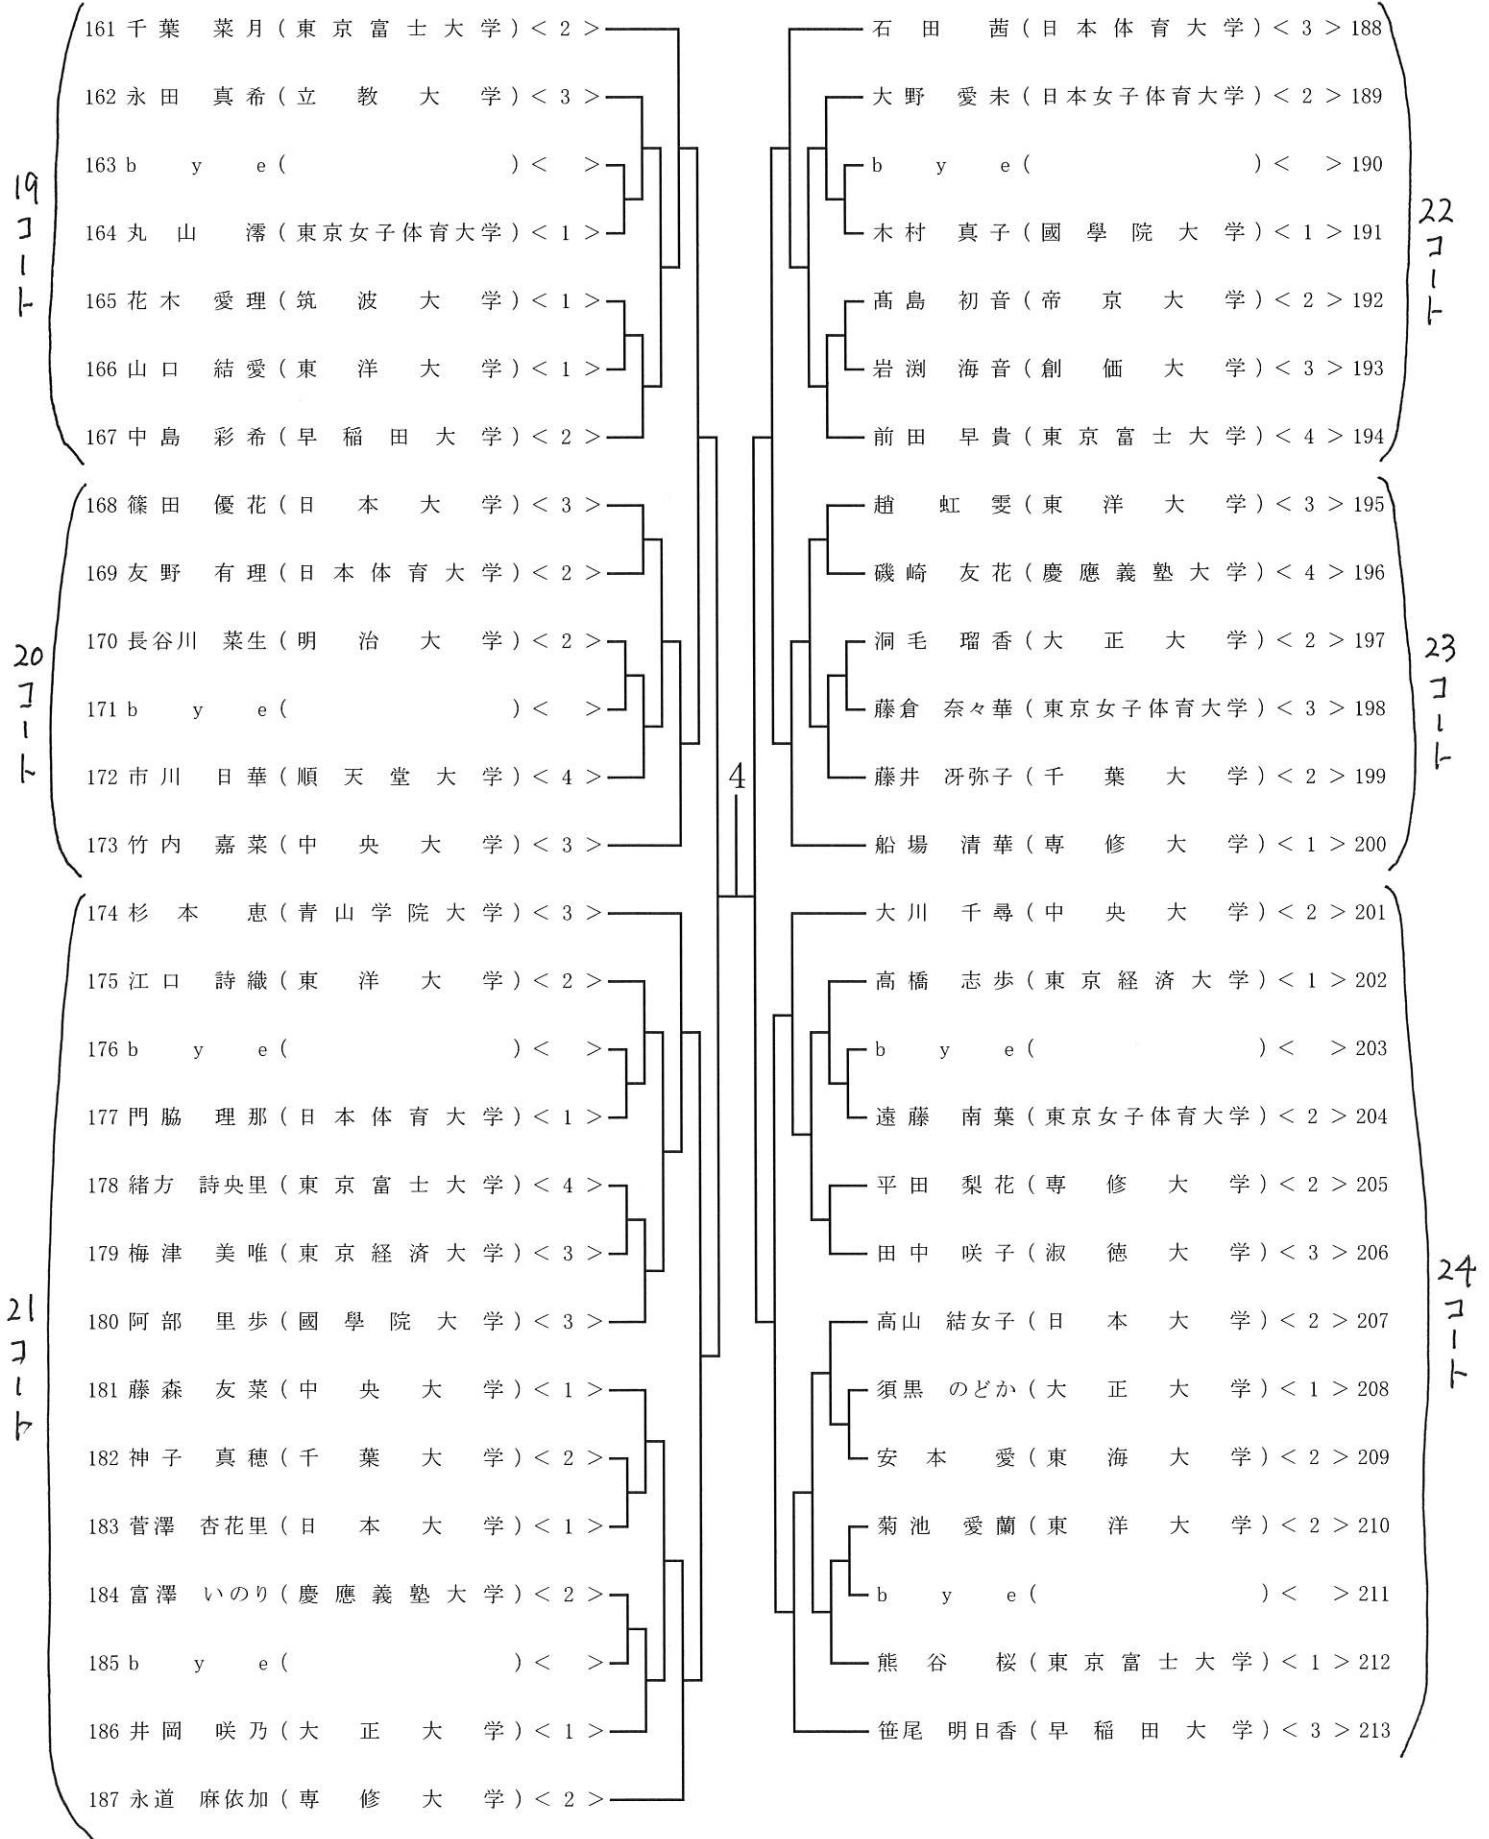 161 千葉 菜月 (東京富士大学) < 2 >
162 永田 真希 (立教大学) < 3 >
163 bye ( ) < >
164 丸山 澪 (東京女子体育大学) < 1 >
165 花木 愛理 (筑波大学) < 1 >
166 山口 結愛 (東洋大学) < 1 >
167 中島 彩希 (早稲田大学) < 2 >
19コート
168 篠田 優花 (日本大学) < 3 >
169 友野 有理 (日本体育大学) < 2 >
170 長谷川 菜生 (明治大学) < 2 >
171 bye ( ) < >
172 市川 日華 (順天堂大学) < 4 >
173 竹内 嘉菜 (中央大学) < 3 >
20コート
174 杉本 恵 (青山学院大学) < 3 >
175 江口 詩織 (東洋大学) < 2 >
176 bye ( ) < >
177 門脇 理那 (日本体育大学) < 1 >
178 緒方 詩央里 (東京富士大学) < 4 >
179 梅津 美唯 (東京経済大学) < 3 >
180 阿部 里歩 (國學院大学) < 3 >
181 藤森 友菜 (中央大学) < 1 >
182 神子 真穂 (千葉大学) < 2 >
183 菅澤 杏花里 (日本大学) < 1 >
184 富澤 いのり (慶應義塾大学) < 2 >
185 bye ( ) < >
186 井岡 咲乃 (大正大学) < 1 >
187 永道 麻依加 (専修大学) < 2 >
21コート
4
石田 茜 (日本体育大学) < 3 > 188
大野 愛未 (日本女子体育大学) < 2 > 189
bye ( ) < > 190
木村 真子 (國學院大学) < 1 > 191
髙島 初音 (帝京大学) < 2 > 192
岩渕 海音 (創価大学) < 3 > 193
前田 早貴 (東京富士大学) < 4 > 194
22コート
趙 虹雯 (東洋大学) < 3 > 195
磯崎 友花 (慶應義塾大学) < 4 > 196
洞毛 瑠香 (大正大学) < 2 > 197
藤倉 奈々華 (東京女子体育大学) < 3 > 198
藤井 冴弥子 (千葉大学) < 2 > 199
船場 清華 (専修大学) < 1 > 200
23コート
大川 千尋 (中央大学) < 2 > 201
高橋 志歩 (東京経済大学) < 1 > 202
bye ( ) < > 203
遠藤 南葉 (東京女子体育大学) < 2 > 204
平田 梨花 (専修大学) < 2 > 205
田中 咲子 (淑徳大学) < 3 > 206
高山 結女子 (日本大学) < 2 > 207
須黒 のどか (大正大学) < 1 > 208
安本 愛 (東海大学) < 2 > 209
菊池 愛蘭 (東洋大学) < 2 > 210
bye ( ) < > 211
熊谷 桜 (東京富士大学) < 1 > 212
笹尾 明日香 (早稲田大学) < 3 > 213
24コート